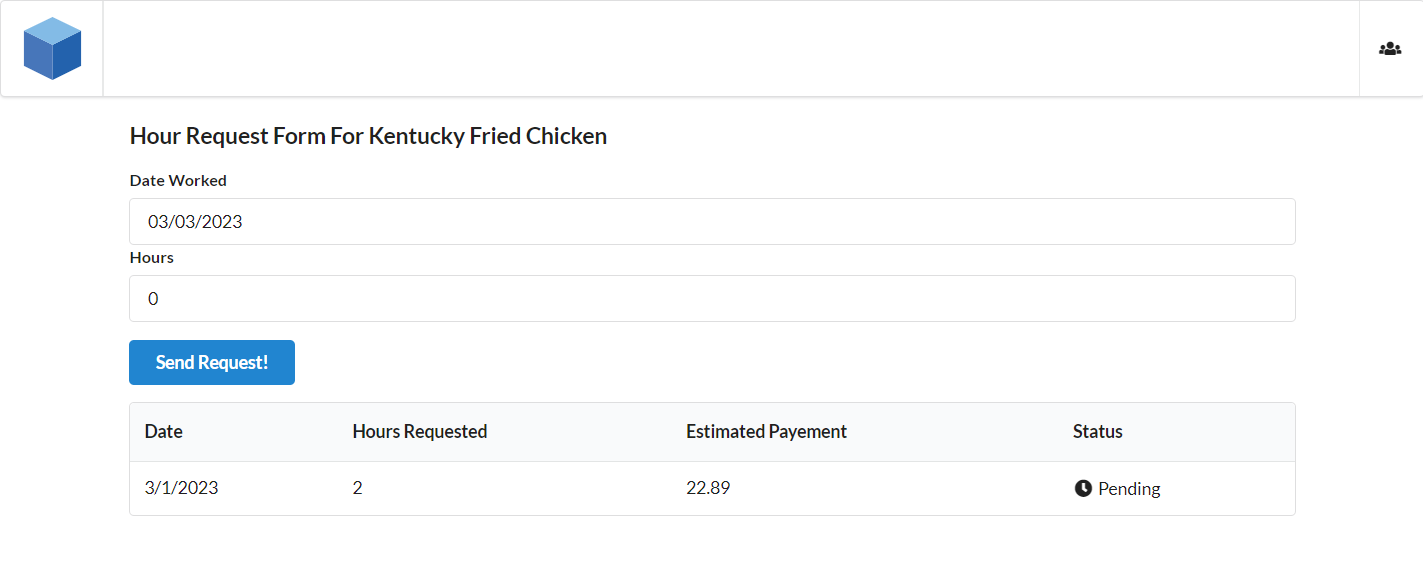 Hour Request Form For Kentucky Fried Chicken
Date Worked
03/03/2023
Hours
0
Send Request!
Date Hours Requested Estimated Payement Status
3/1/2023 2 22.89 Pending